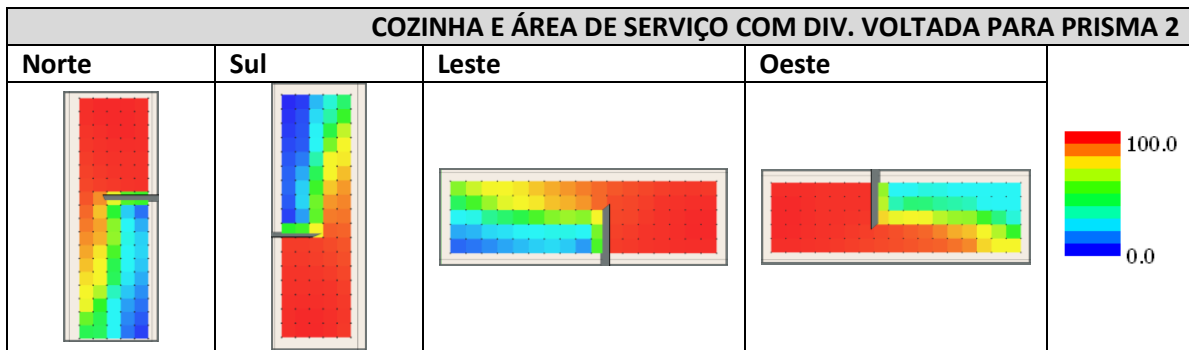 COZINHA E ÁREA DE SERVIÇO COM DIV. VOLTADA PARA PRISMA 2
Norte Sul Leste Oeste
100.0
0.0